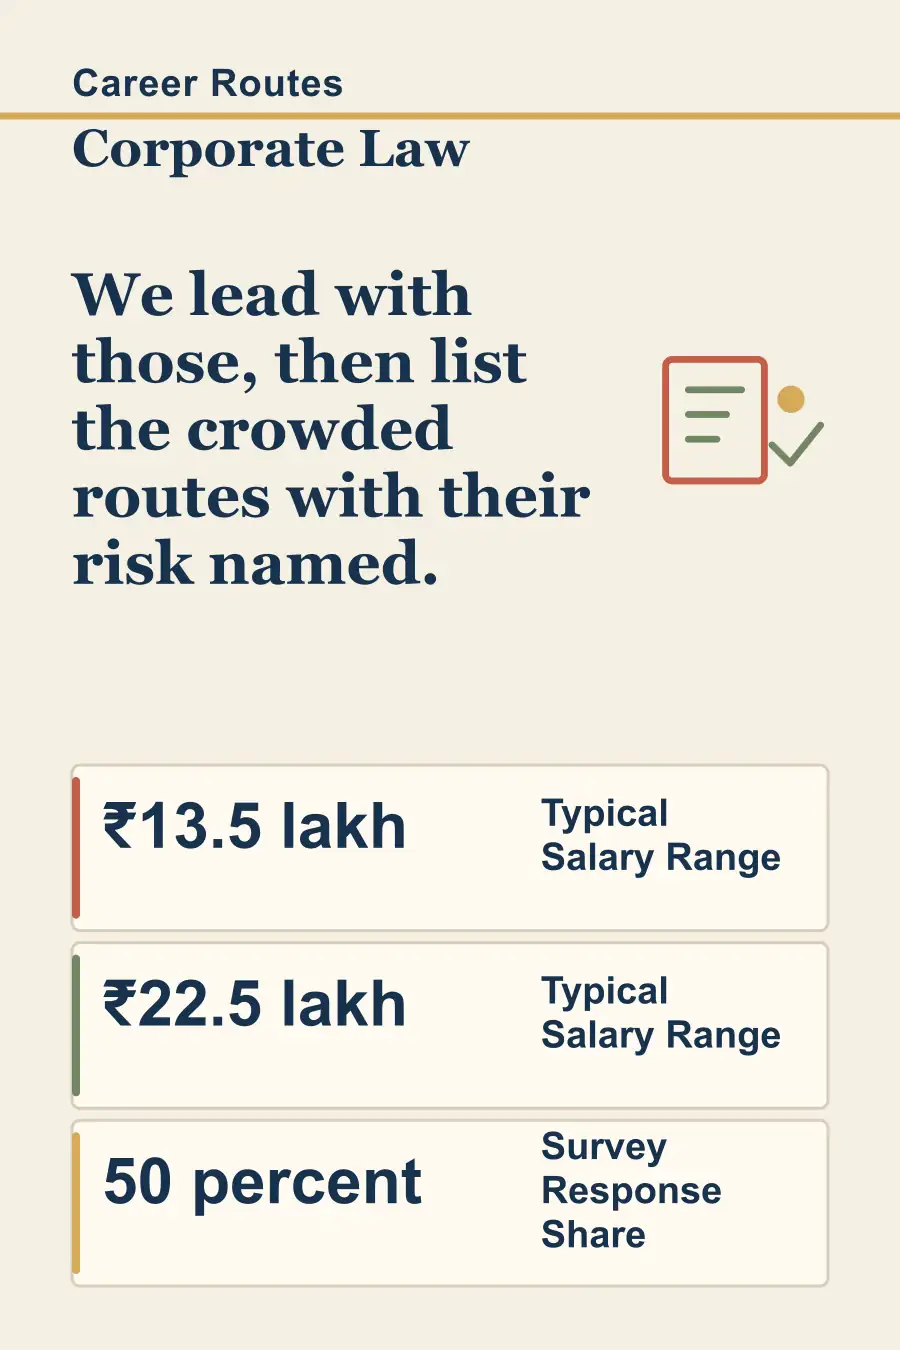 Career Routes
Corporate Law
We lead with
those, then list
the crowded
routes with their
risk named.
₹13.5 lakh
Typical
Salary Range
₹22.5 lakh
Typical
Salary Range
50 percent
Survey
Response
Share